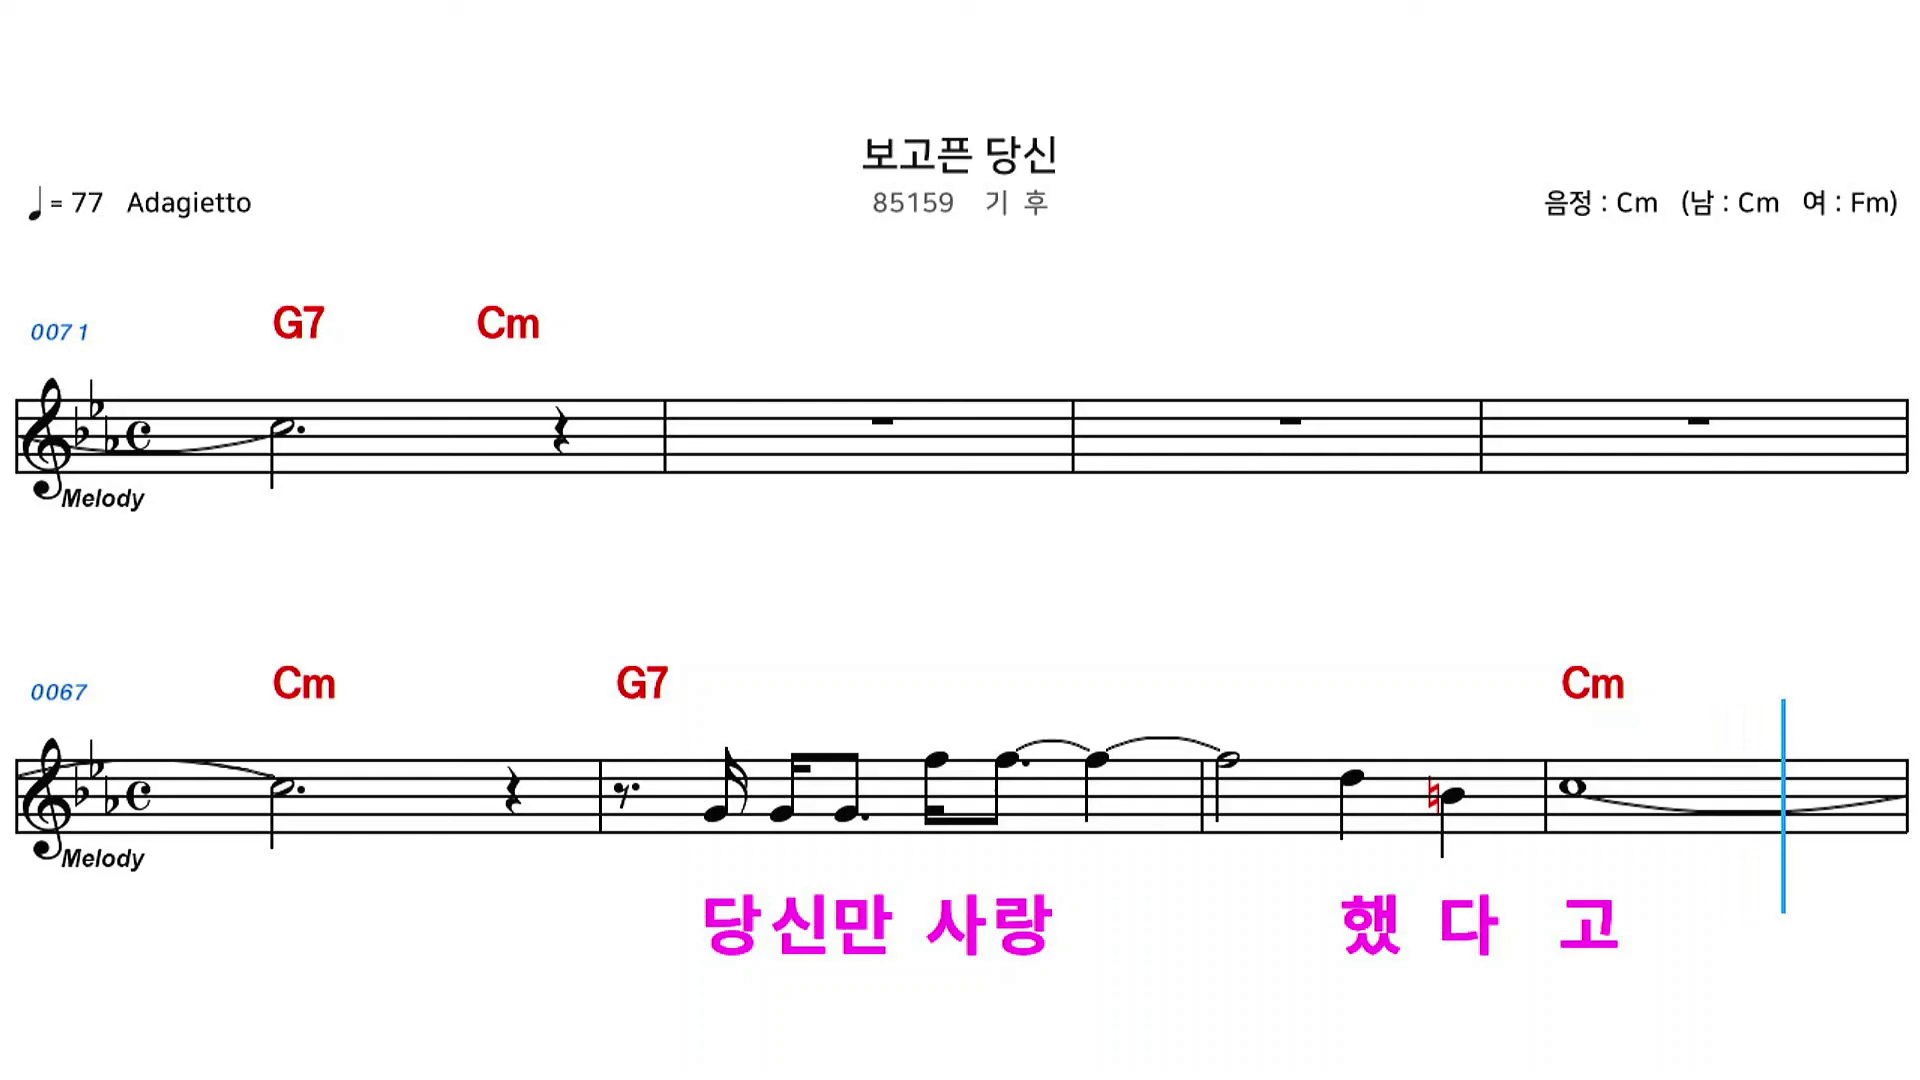 보고픈 당신
= 77 Adagietto
85159 기 후
음정 : Cm (남 : Cm 여 : Fm)
0071 G7 Cm
Melody
0067 Cm G7 Cm
Melody
당신만 사랑 했 다 고